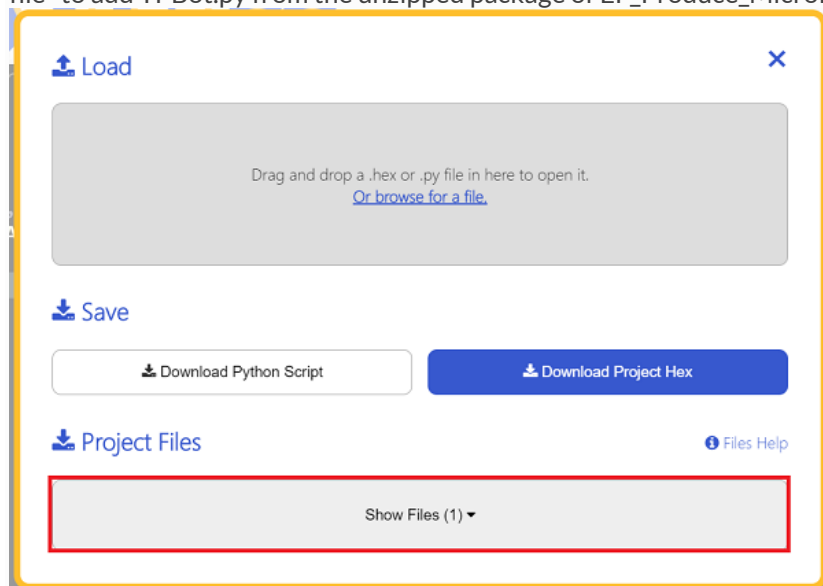 Load
Drag and drop a .hex or .py file in here to open it.
Or browse for a file.
Save
Download Python Script
Download Project Hex
Project Files
Files Help
Show Files (1)